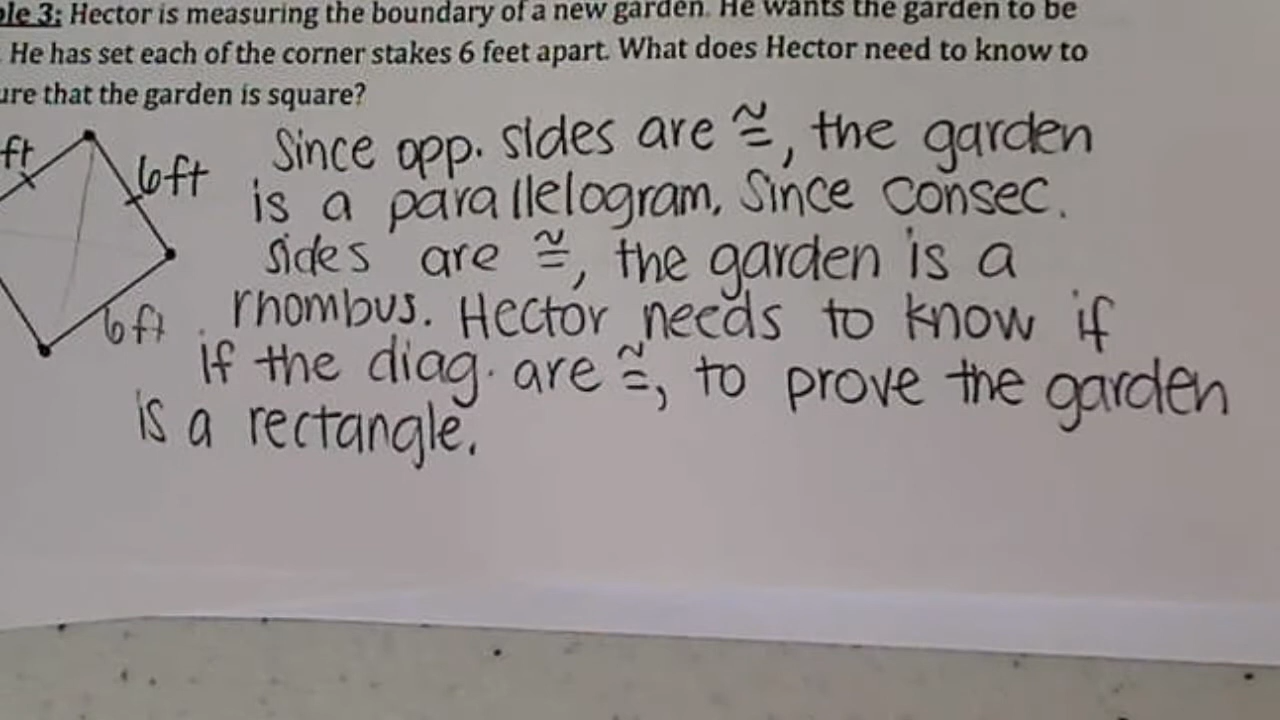 ple 3: Hector is measuring the boundary of a new garden. He wants the garden to be
. He has set each of the corner stakes 6 feet apart. What does Hector need to know to
ure that the garden is square?
ft
6ft
6ft
Since opp. sides are ≅, the garden
is a parallelogram. Since consec.
sides are ≅, the garden is a
rhombus. Hector needs to know if
if the diag. are ≅, to prove the garden
is a rectangle.